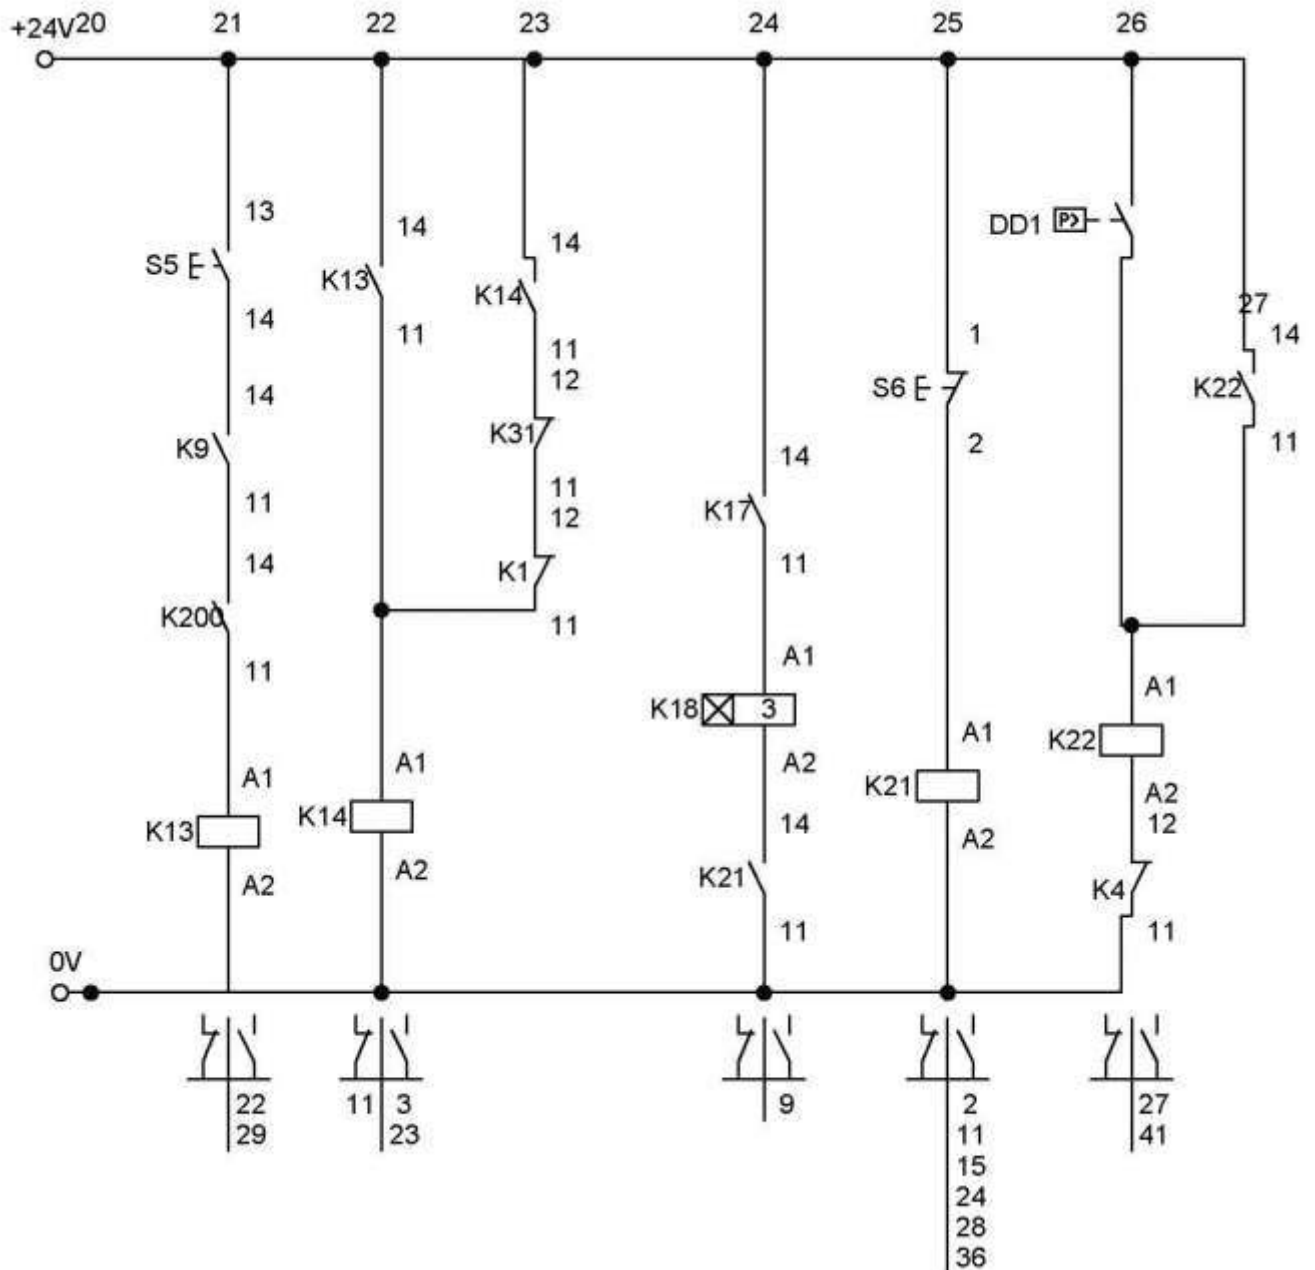 +24V 20 21 22 23 24 25 26
13
14 14
S5 K13 DD1 P>
14 11 K14 27
11 1 14
14 12 S6 K22
K9 K31 2 11
11 11 14
12 K17
14 K1 11
K200 11
11 A1 A1
K18 3 A1 K22
A1 A1 A2 K21 A2
K13 K14 14 A2 12
A2 A2 K21 K4
11 11
0V
22 11 3 9 2 27
29 23 11 41
15
24
28
36